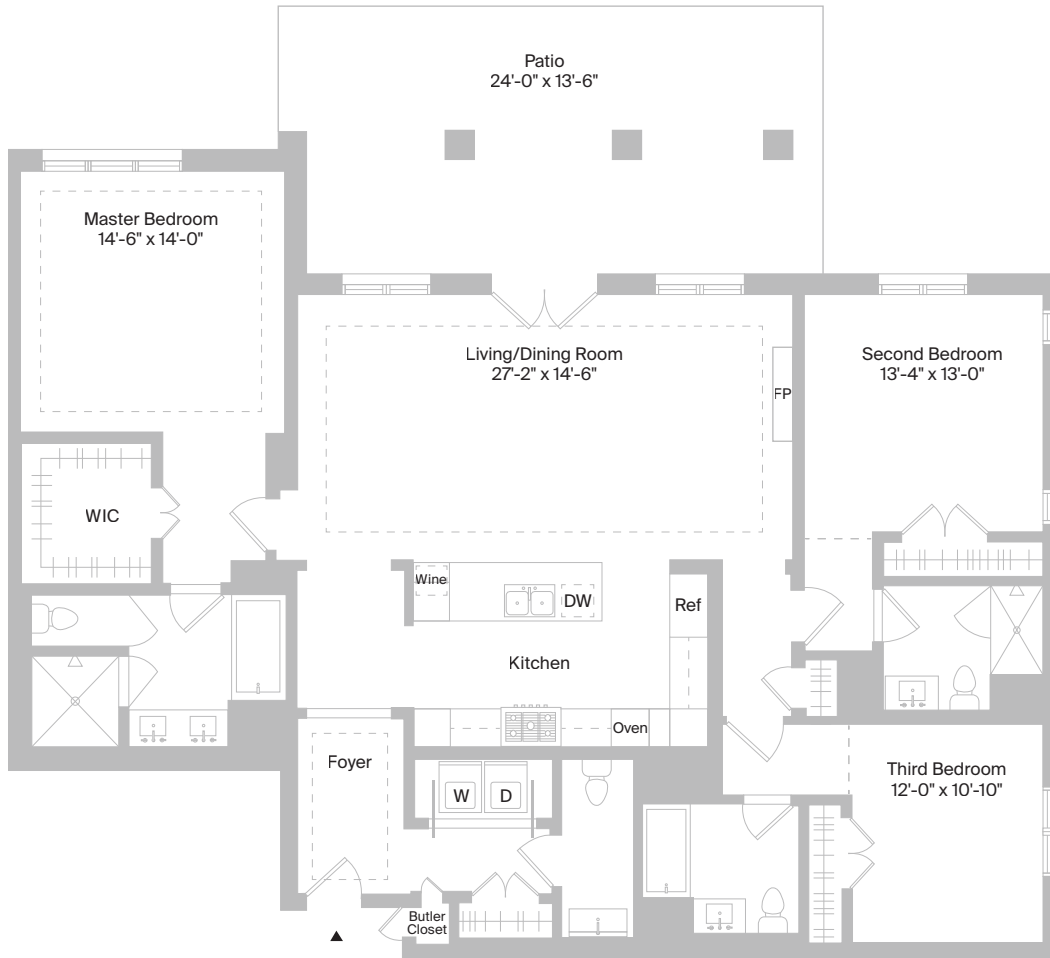 Patio
24'-0" x 13'-6"
Master Bedroom
14'-6" x 14'-0"
Living/Dining Room
27'-2" x 14'-6"
Second Bedroom
13'-4" x 13'-0"
FP
WIC
Wine
DW
Ref
Kitchen
Oven
Foyer
W
D
Third Bedroom
12'-0" x 10'-10"
Butler
Closet